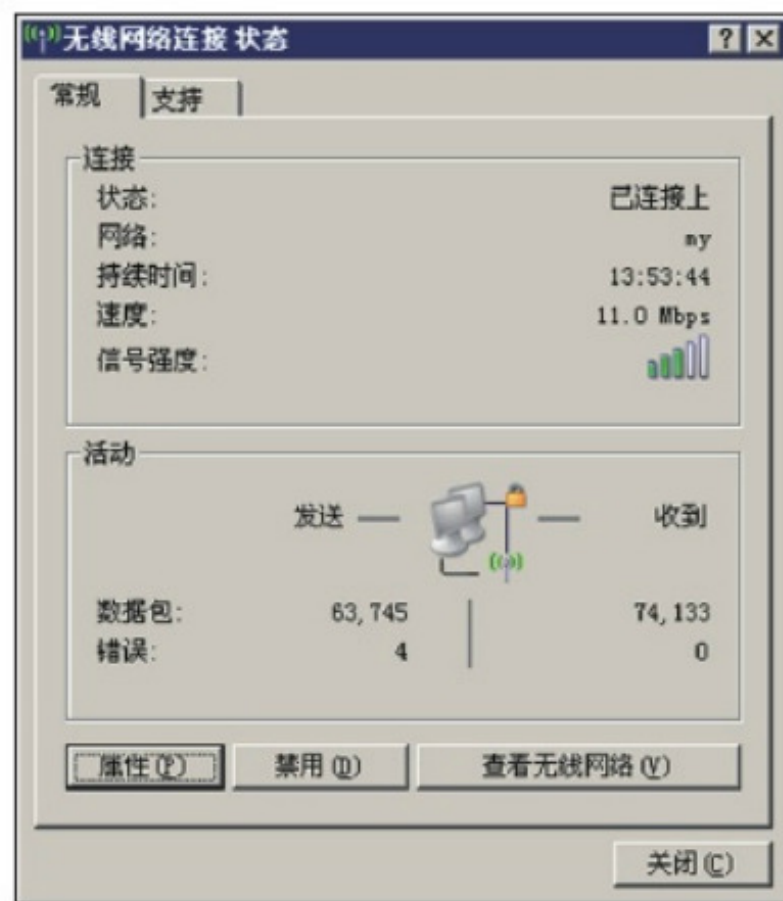 无线网络连接 状态
常规 支持
连接
状态: 已连接上
网络: my
持续时间: 13:53:44
速度: 11.0 Mbps
信号强度:
活动
发送 — — 收到
数据包: 63,745 74,133
错误: 4 0
属性(P) 禁用(D) 查看无线网络(V)
关闭(C)